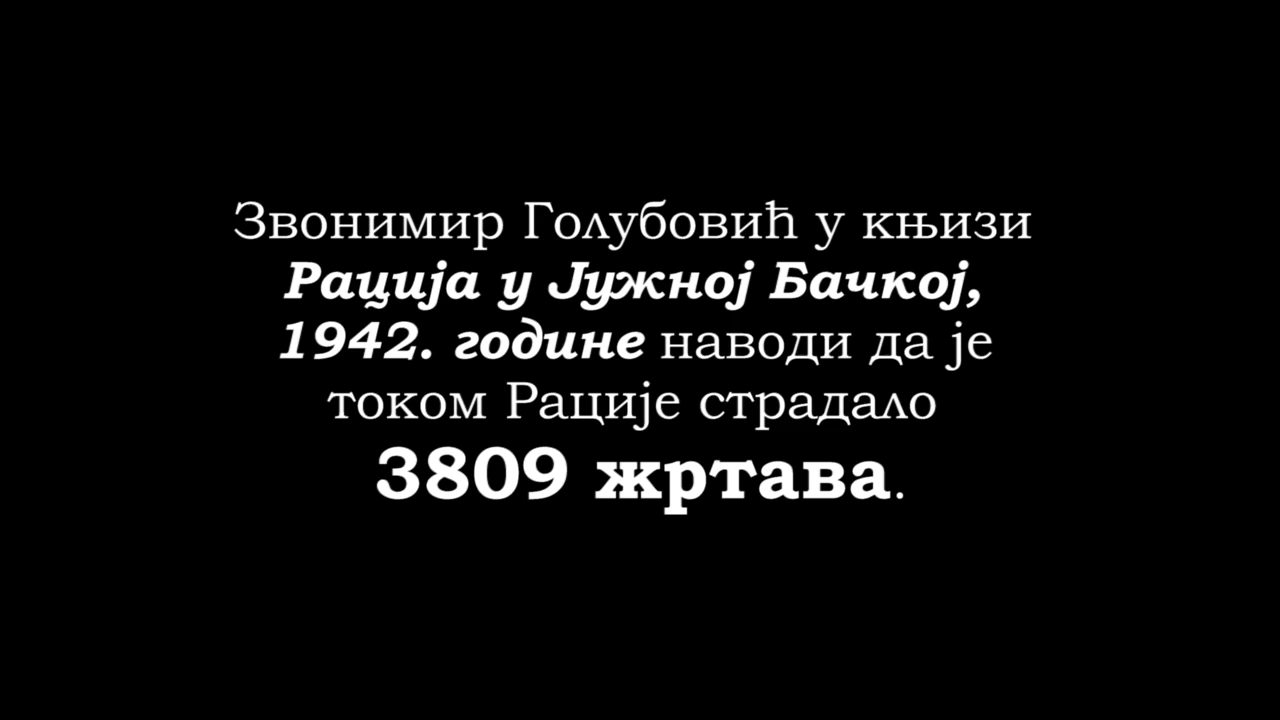 Звонимир Голубовић у књизи
Рација у Јужној Бачкој,
1942. године наводи да је
током Рације страдало
3809 жртава.